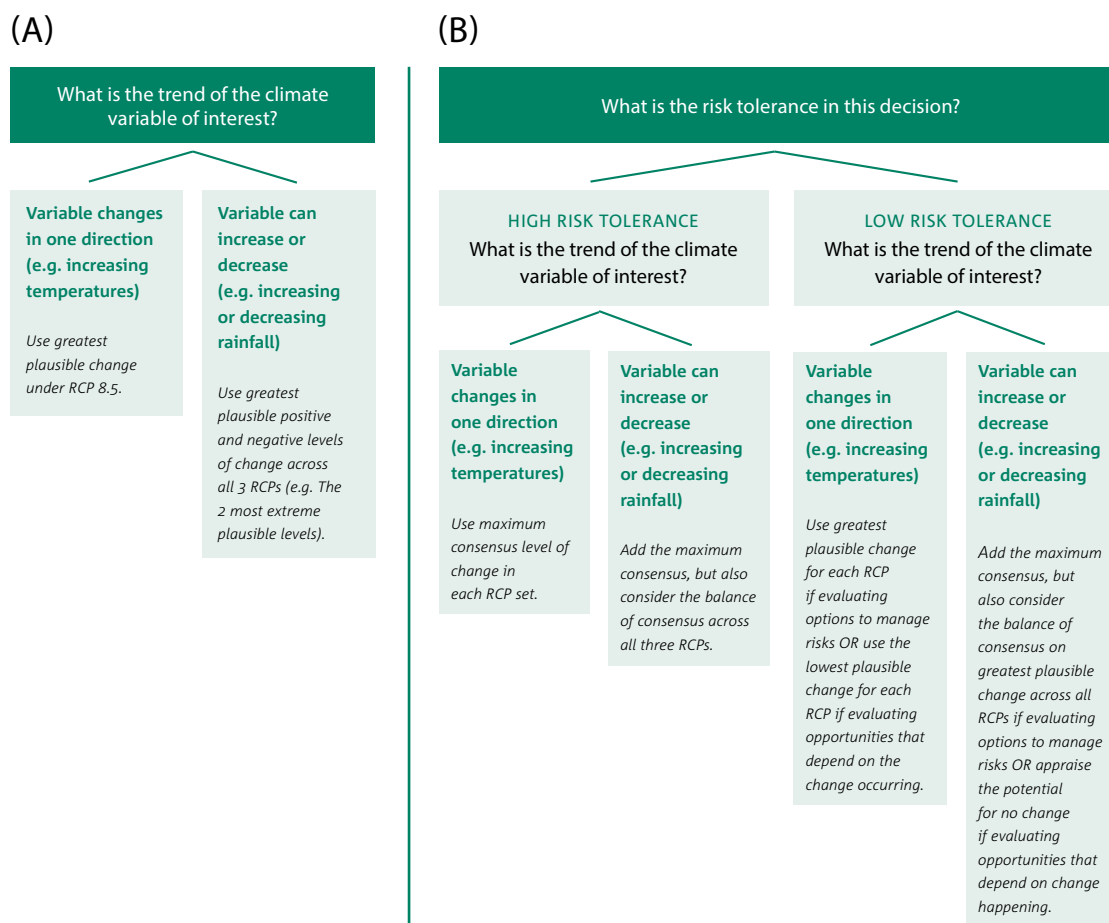 (A)
What is the trend of the climate
variable of interest?
Variable changes
in one direction
(e.g. increasing
temperatures)
Use greatest
plausible change
under RCP 8.5.
Variable can
increase or
decrease
(e.g. increasing
or decreasing
rainfall)
Use greatest
plausible positive
and negative levels
of change across
all 3 RCPs (e.g. The
2 most extreme
plausible levels).
(B)
What is the risk tolerance in this decision?
HIGH RISK TOLERANCE
What is the trend of the climate
variable of interest?
Variable
changes in
one direction
(e.g. increasing
temperatures)
Use maximum
consensus level of
change in
each RCP set.
Variable can
increase or
decrease
(e.g. increasing
or decreasing
rainfall)
Add the maximum
consensus, but also
consider the balance
of consensus across
all three RCPs.
LOW RISK TOLERANCE
What is the trend of the climate
variable of interest?
Variable
changes in
one direction
(e.g. increasing
temperatures)
Use greatest
plausible change
for each RCP
if evaluating
options to manage
risks OR use the
lowest plausible
change for each
RCP if evaluating
opportunities that
depend on the
change occurring.
Variable can
increase or
decrease
(e.g. increasing
or decreasing
rainfall)
Add the maximum
consensus, but
also consider
the balance of
consensus on
greatest plausible
change across all
RCPs if evaluating
options to manage
risks OR appraise
the potential
for no change
if evaluating
opportunities that
depend on change
happening.